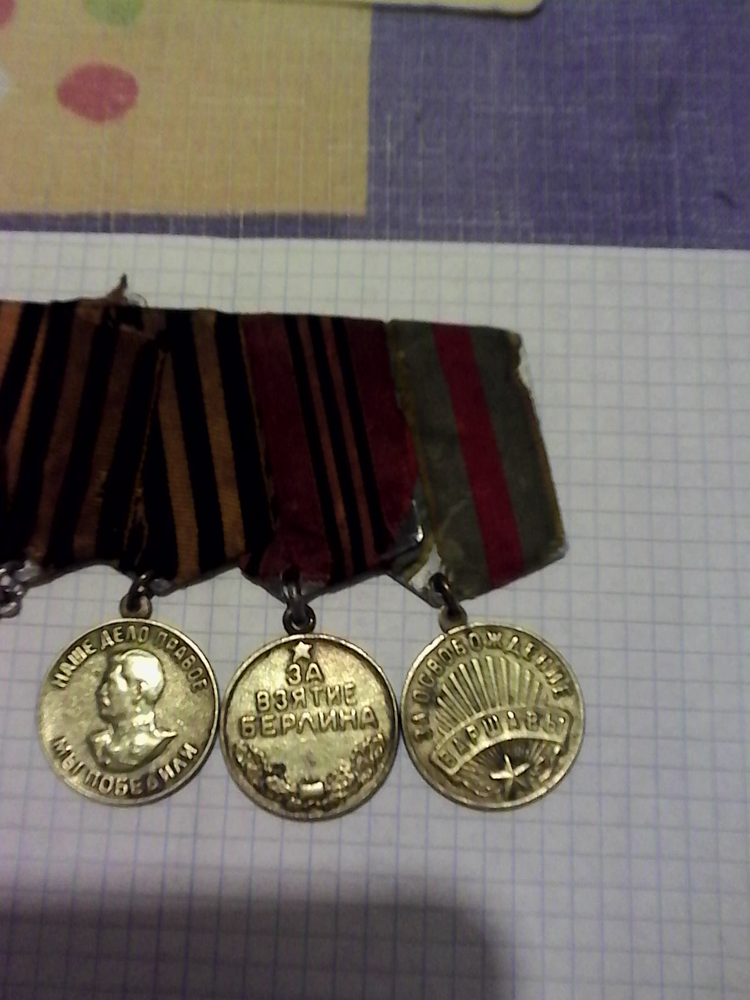 НАШЕ ДЕЛО ПРАВОЕ
МЫ ПОБЕДИЛИ
ЗА
ВЗЯТИЕ
БЕРЛИНА
ЗА ОСВОБОЖДЕНИЕ
ВАРШАВЫ